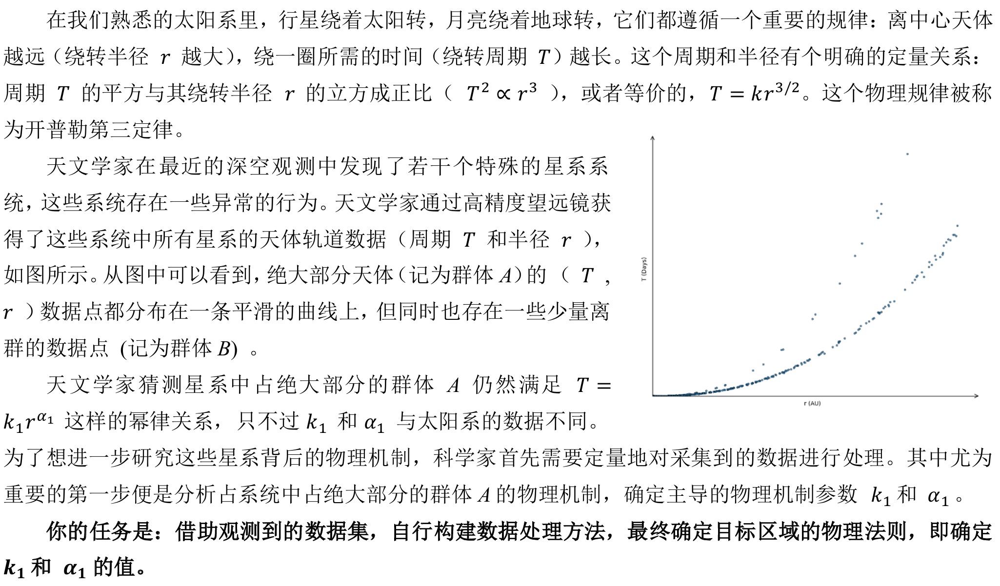 在我们熟悉的太阳系里，行星绕着太阳转，月亮绕着地球转，它们都遵循一个重要的规律：离中心天体
越远（绕转半径 r 越大），绕一圈所需的时间（绕转周期 T）越长。这个周期和半径有个明确的定量关系：
周期 T 的平方与其绕转半径 r 的立方成正比（ T² ∝ r³ ），或者等价的，T = kr^{3/2}。这个物理规律被称
为开普勒第三定律。
天文学家在最近的深空观测中发现了若干个特殊的星系系
统，这些系统存在一些异常的行为。天文学家通过高精度望远镜获
得了这些系统中所有星系的天体轨道数据（周期 T 和半径 r ），
如图所示。从图中可以看到，绝大部分天体（记为群体 A）的（ T ,
r ）数据点都分布在一条平滑的曲线上，但同时也存在一些少量离
群的数据点 (记为群体 B) 。
天文学家猜测星系中占绝大部分的群体 A 仍然满足 T =
k₁r^{α₁} 这样的幂律关系，只不过 k₁ 和 α₁ 与太阳系的数据不同。
T (Days)
r (AU)
为了想进一步研究这些星系背后的物理机制，科学家首先需要定量地对采集到的数据进行处理。其中尤为
重要的第一步便是分析占系统中占绝大部分的群体 A 的物理机制，确定主导的物理机制参数 k₁ 和 α₁ 。
你的任务是：借助观测到的数据集，自行构建数据处理方法，最终确定目标区域的物理法则，即确定
k₁ 和 α₁ 的值。